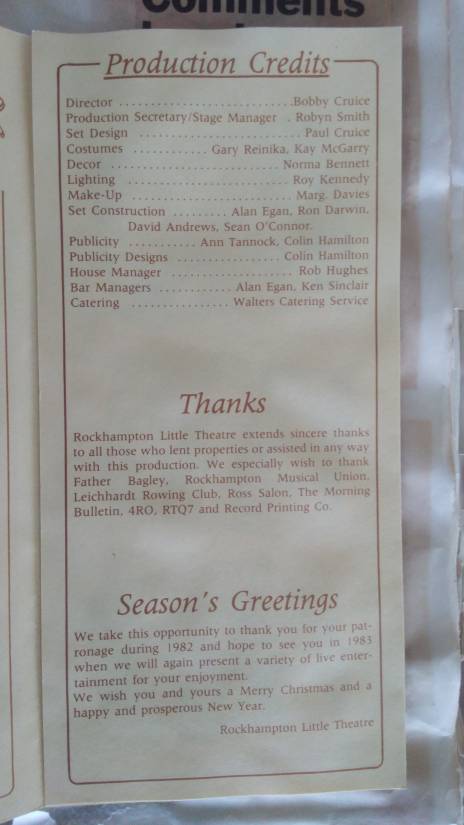 Comments
Production Credits
Director ............................Bobby Cruice
Production Secretary/Stage Manager . Robyn Smith
Set Design .......................... Paul Cruice
Costumes ............ Gary Reinika, Kay McGarry
Decor ........................... Norma Bennett
Lighting .......................... Roy Kennedy
Make-Up .......................... Marg. Davies
Set Construction ......... Alan Egan, Ron Darwin,
David Andrews, Sean O'Connor.
Publicity ........... Ann Tannock, Colin Hamilton
Publicity Designs ................. Colin Hamilton
House Manager .................... Rob Hughes
Bar Managers ............ Alan Egan, Ken Sinclair
Catering ................ Walters Catering Service
Thanks
Rockhampton Little Theatre extends sincere thanks
to all those who lent properties or assisted in any way
with this production. We especially wish to thank
Father Bagley, Rockhampton Musical Union,
Leichhardt Rowing Club, Ross Salon, The Morning
Bulletin, 4RO, RTQ7 and Record Printing Co.
Season's Greetings
We take this opportunity to thank you for your pat-
ronage during 1982 and hope to see you in 1983
when we will again present a variety of live enter-
tainment for your enjoyment.
We wish you and yours a Merry Christmas and a
happy and prosperous New Year.
Rockhampton Little Theatre